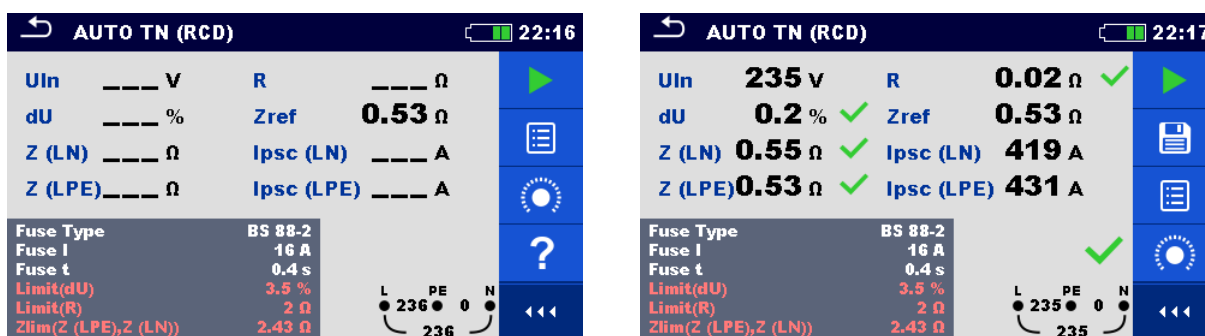 AUTO TN (RCD) 22:16
Uln ___ V R ___ Ω
dU ___ % Zref 0.53 Ω
Z (LN) ___ Ω Ipsc (LN) ___ A
Z (LPE)___ Ω Ipsc (LPE) ___ A
Fuse Type BS 88-2
Fuse I 16 A
Fuse t 0.4 s
Limit(dU) 3.5 %
Limit(R) 2 Ω
Zlim(Z (LPE),Z (LN)) 2.43 Ω
L PE N
236 0
236
?
AUTO TN (RCD) 22:17
Uln 235 V R 0.02 Ω
dU 0.2 % Zref 0.53 Ω
Z (LN) 0.55 Ω Ipsc (LN) 419 A
Z (LPE) 0.53 Ω Ipsc (LPE) 431 A
Fuse Type BS 88-2
Fuse I 16 A
Fuse t 0.4 s
Limit(dU) 3.5 %
Limit(R) 2 Ω
Zlim(Z (LPE),Z (LN)) 2.43 Ω
L PE N
235 0
235